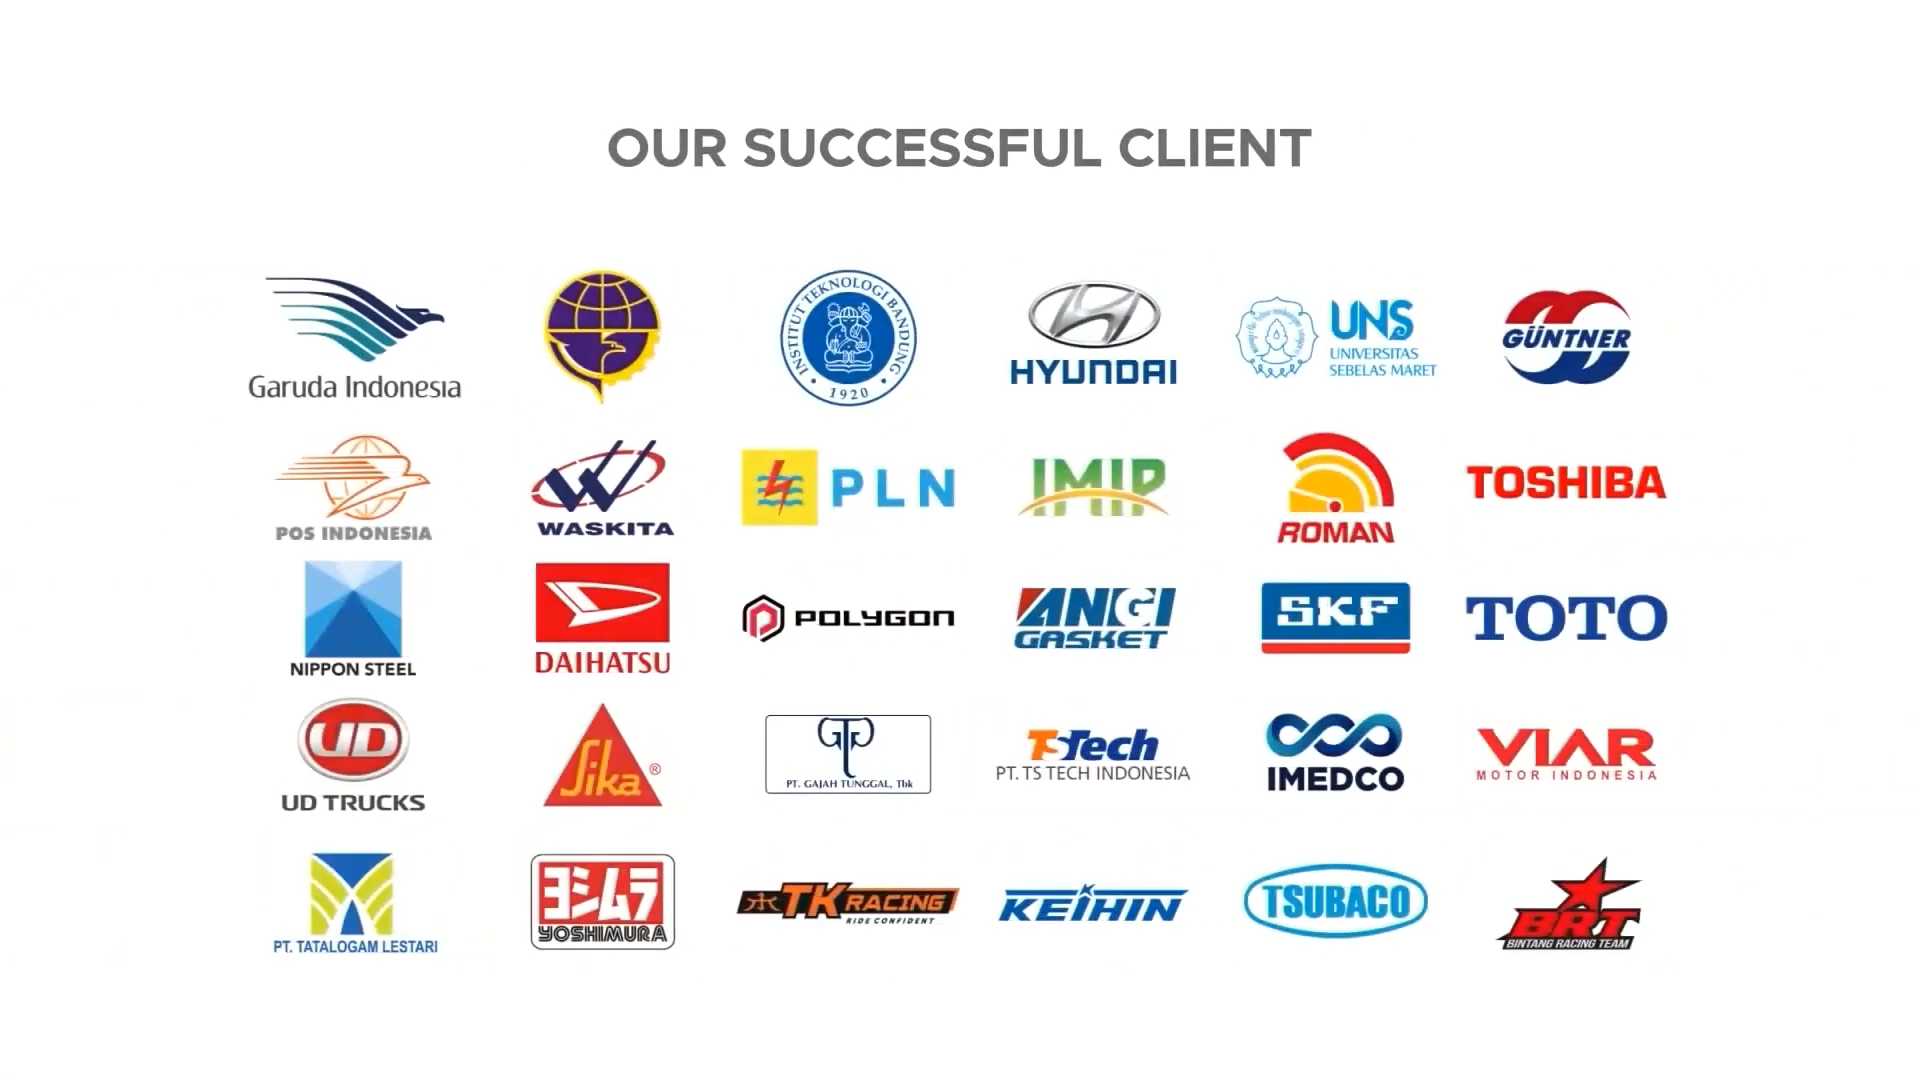 OUR SUCCESSFUL CLIENT
Garuda Indonesia
INSTITUT TEKNOLOGI BANDUNG
1920
HYUNDAI
UNS
UNIVERSITAS
SEBELAS MARET
GÜNTNER
POS INDONESIA
WASKITA
PLN
IMIP
ROMAN
TOSHIBA
NIPPON STEEL
DAIHATSU
POLYGON
ANGI
GASKET
SKF
TOTO
UD
UD TRUCKS
Sika®
PT. GAJAH TUNGGAL, Tbk
TSTech
PT. TS TECH INDONESIA
IMEDCO
VIAR
MOTOR INDONESIA
PT. TATALOGAM LESTARI
ヨシムラ
YOSHIMURA
TK RACING
RIDE CONFIDENT
KEIHIN
TSUBACO
BRT
BINTANG RACING TEAM